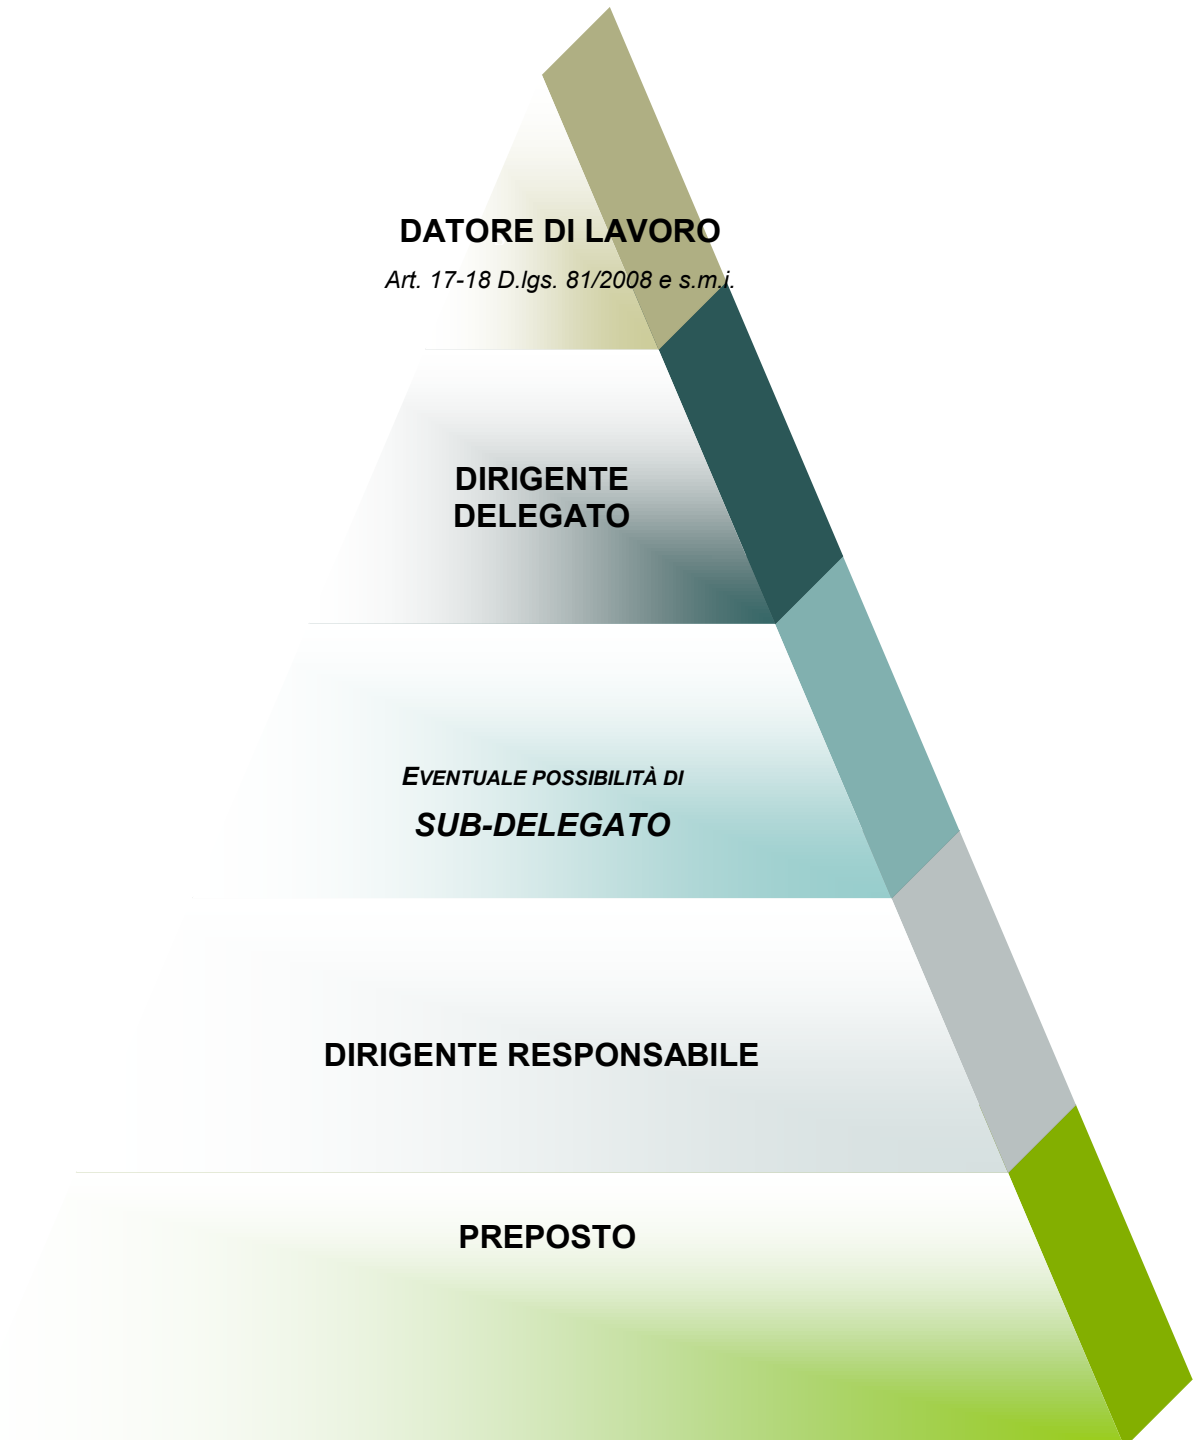 DATORE DI LAVORO
Art. 17-18 D.lgs. 81/2008 e s.m.i.
DIRIGENTE
DELEGATO
EVENTUALE POSSIBILITÀ DI
SUB-DELEGATO
DIRIGENTE RESPONSABILE
PREPOSTO